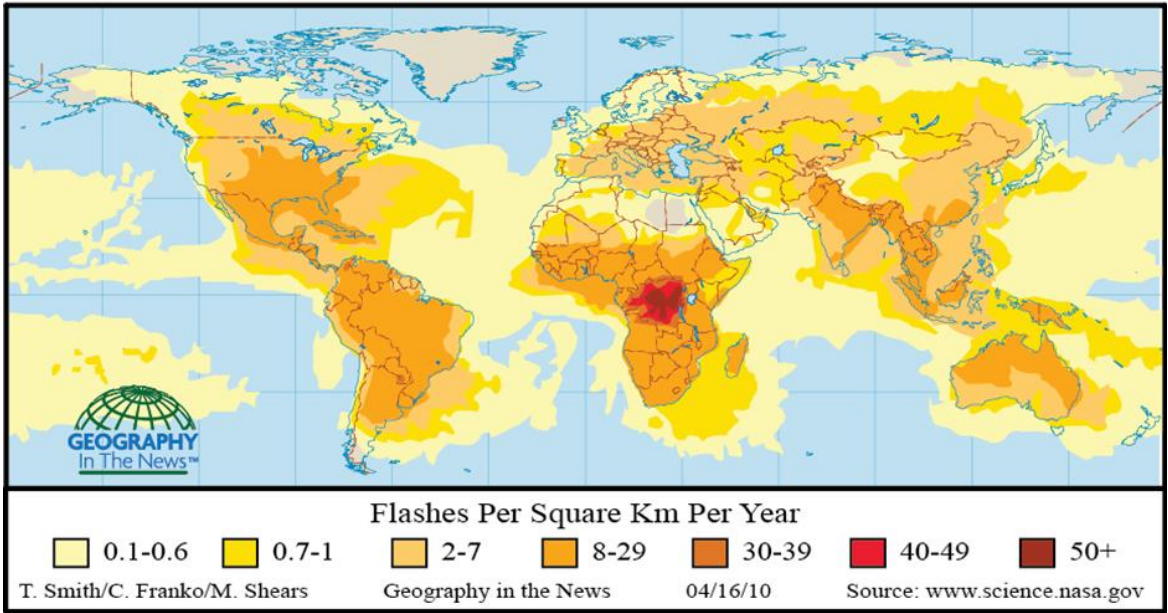 GEOGRAPHY
In The News™
Flashes Per Square Km Per Year
0.1-0.6 0.7-1 2-7 8-29 30-39 40-49 50+
T. Smith/C. Franko/M. Shears Geography in the News 04/16/10 Source: www.science.nasa.gov